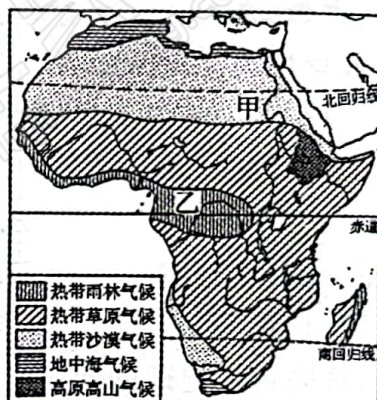 甲
北回归线
乙
赤道
热带雨林气候
热带草原气候
热带沙漠气候
地中海气候
高原高山气候
南回归线